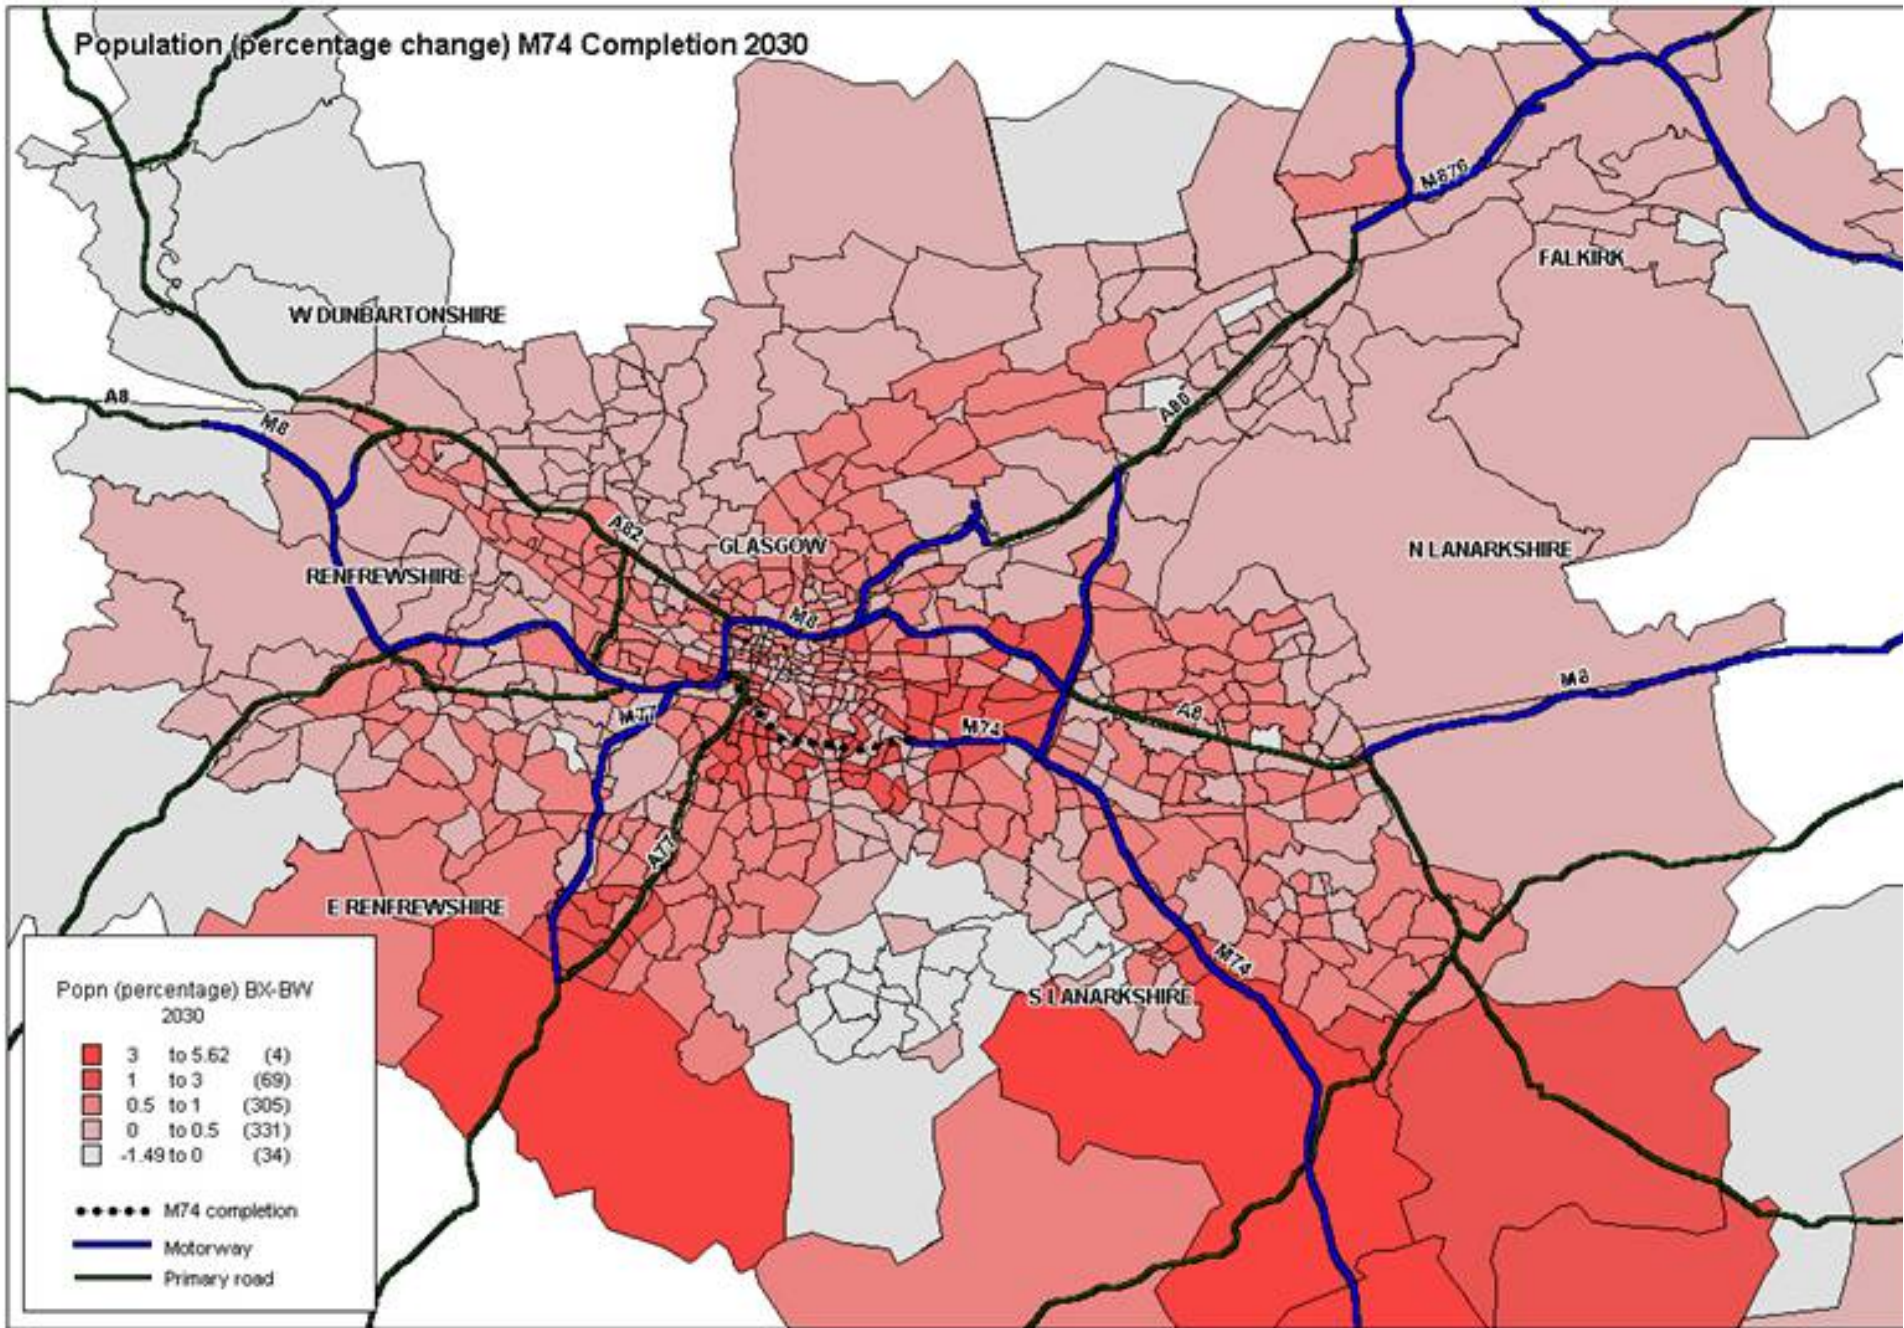 Population (percentage change) M74 Completion 2030
M876
FALKIRK
W DUNBARTONSHIRE
A8
M8
A80
A82
GLASGOW
N LANARKSHIRE
RENFREWSHIRE
M8
M8
M77
M74
A8
A77
E RENFREWSHIRE
M74
S LANARKSHIRE
Popn (percentage) BX-BW
2030
3 to 5.62 (4)
1 to 3 (69)
0.5 to 1 (305)
0 to 0.5 (331)
-1.49 to 0 (34)
M74 completion
Motorway
Primary road